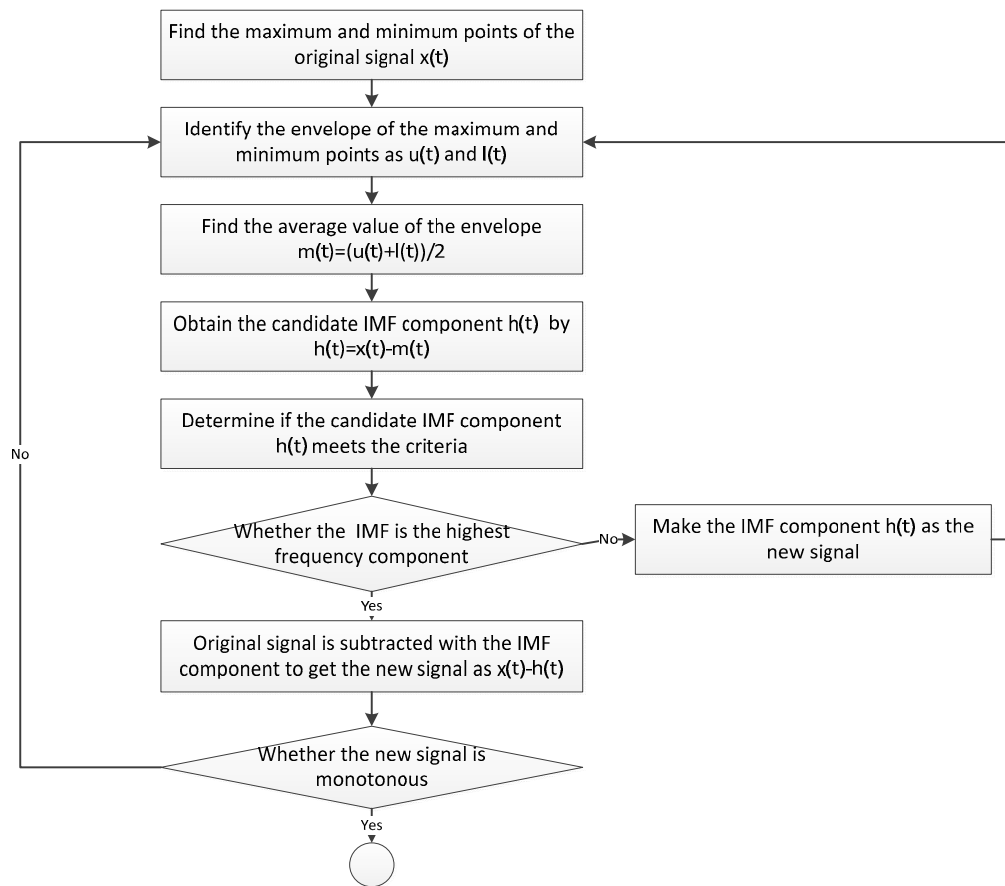 Find the maximum and minimum points of the
original signal x(t)
Identify the envelope of the maximum and
minimum points as u(t) and l(t)
Find the average value of the envelope
m(t)=(u(t)+l(t))/2
Obtain the candidate IMF component h(t) by
h(t)=x(t)-m(t)
Determine if the candidate IMF component
h(t) meets the criteria
No
Whether the IMF is the highest
frequency component
No
Make the IMF component h(t) as the
new signal
Yes
Original signal is subtracted with the IMF
component to get the new signal as x(t)-h(t)
Whether the new signal is
monotonous
Yes